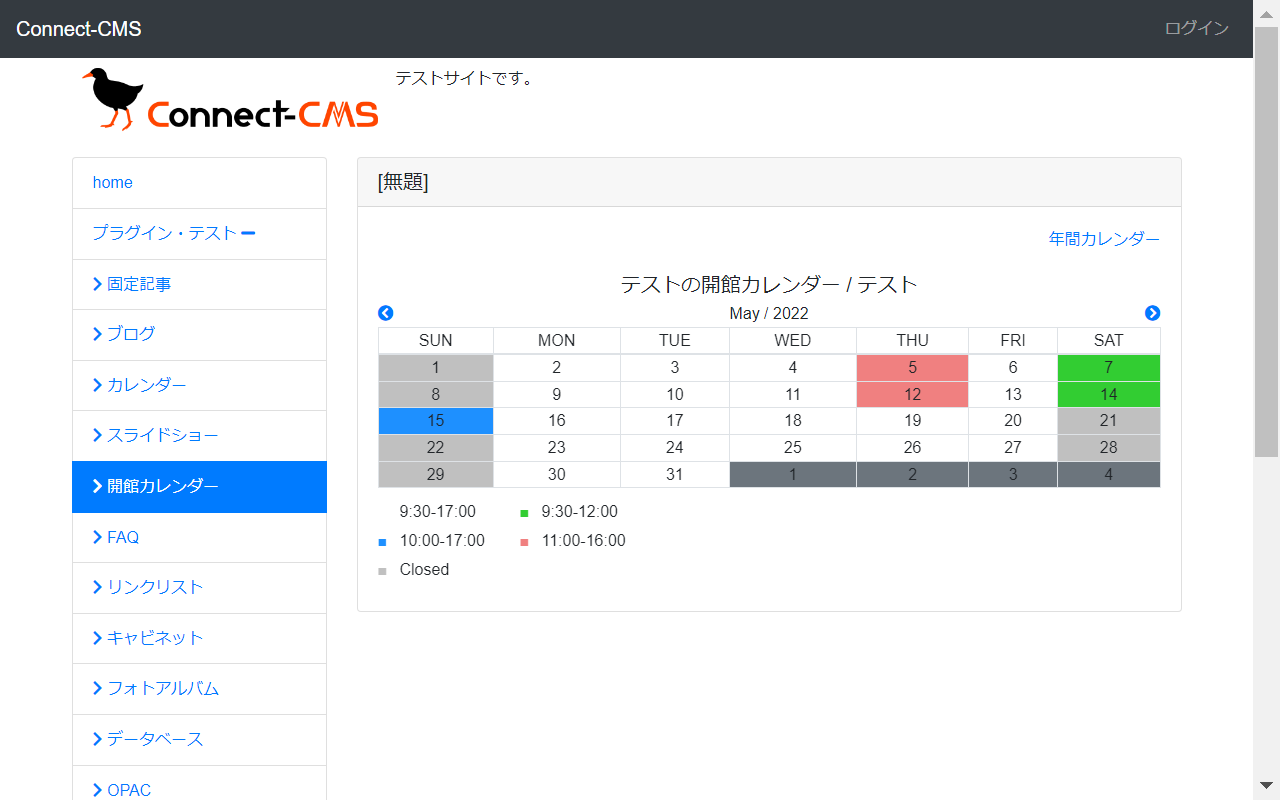 Connect-CMS
ログイン
Connect-CMS
テストサイトです。
home
プラグイン・テスト
固定記事
ブログ
カレンダー
スライドショー
開館カレンダー
FAQ
リンクリスト
キャビネット
フォトアルバム
データベース
OPAC
[無題]
年間カレンダー
テストの開館カレンダー / テスト
May / 2022
SUN MON TUE WED THU FRI SAT
1 2 3 4 5 6 7
8 9 10 11 12 13 14
15 16 17 18 19 20 21
22 23 24 25 26 27 28
29 30 31 1 2 3 4
9:30-17:00 9:30-12:00
10:00-17:00 11:00-16:00
Closed